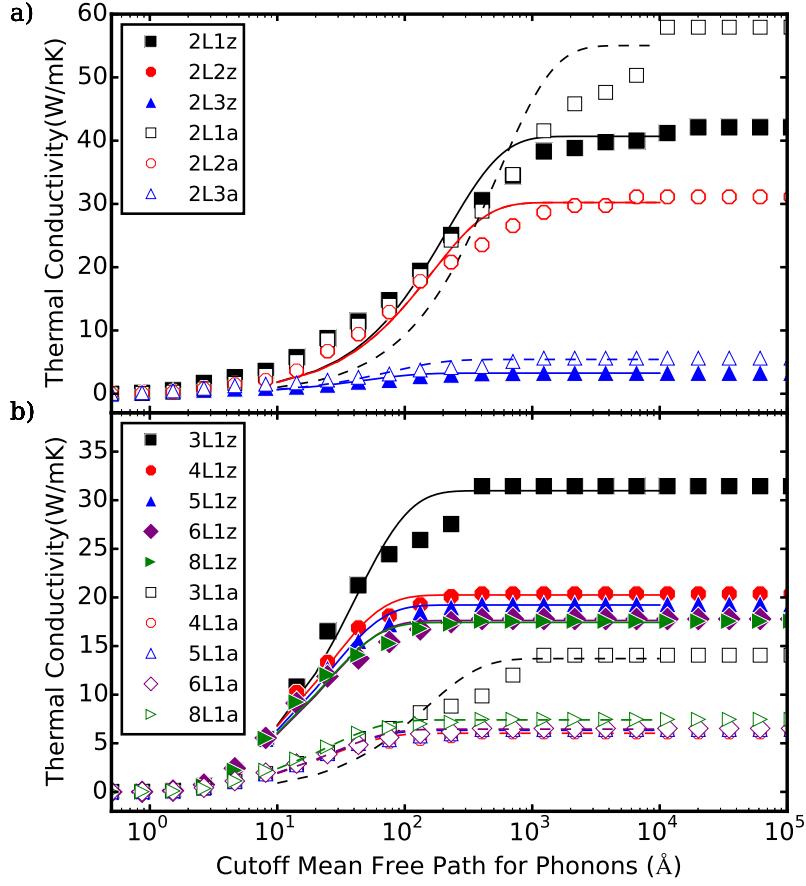 a)
60
50
40
30
20
10
0
Thermal Conductivity(W/mK)
2L1z
2L2z
2L3z
2L1a
2L2a
2L3a
b)
35
30
25
20
15
10
5
0
Thermal Conductivity(W/mK)
3L1z
4L1z
5L1z
6L1z
8L1z
3L1a
4L1a
5L1a
6L1a
8L1a
10⁰ 10¹ 10² 10³ 10⁴ 10⁵
Cutoff Mean Free Path for Phonons (Å)